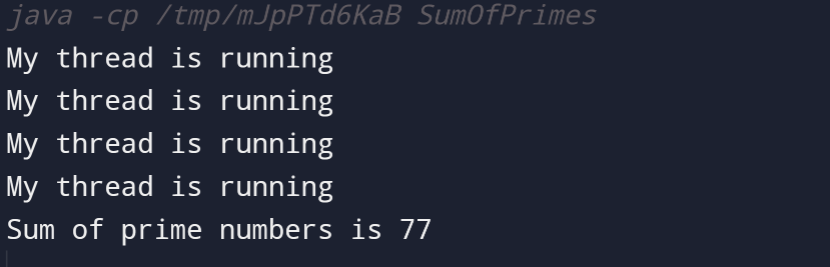 java -cp /tmp/mJpPTd6KaB SumOfPrimes
My thread is running
My thread is running
My thread is running
My thread is running
Sum of prime numbers is 77